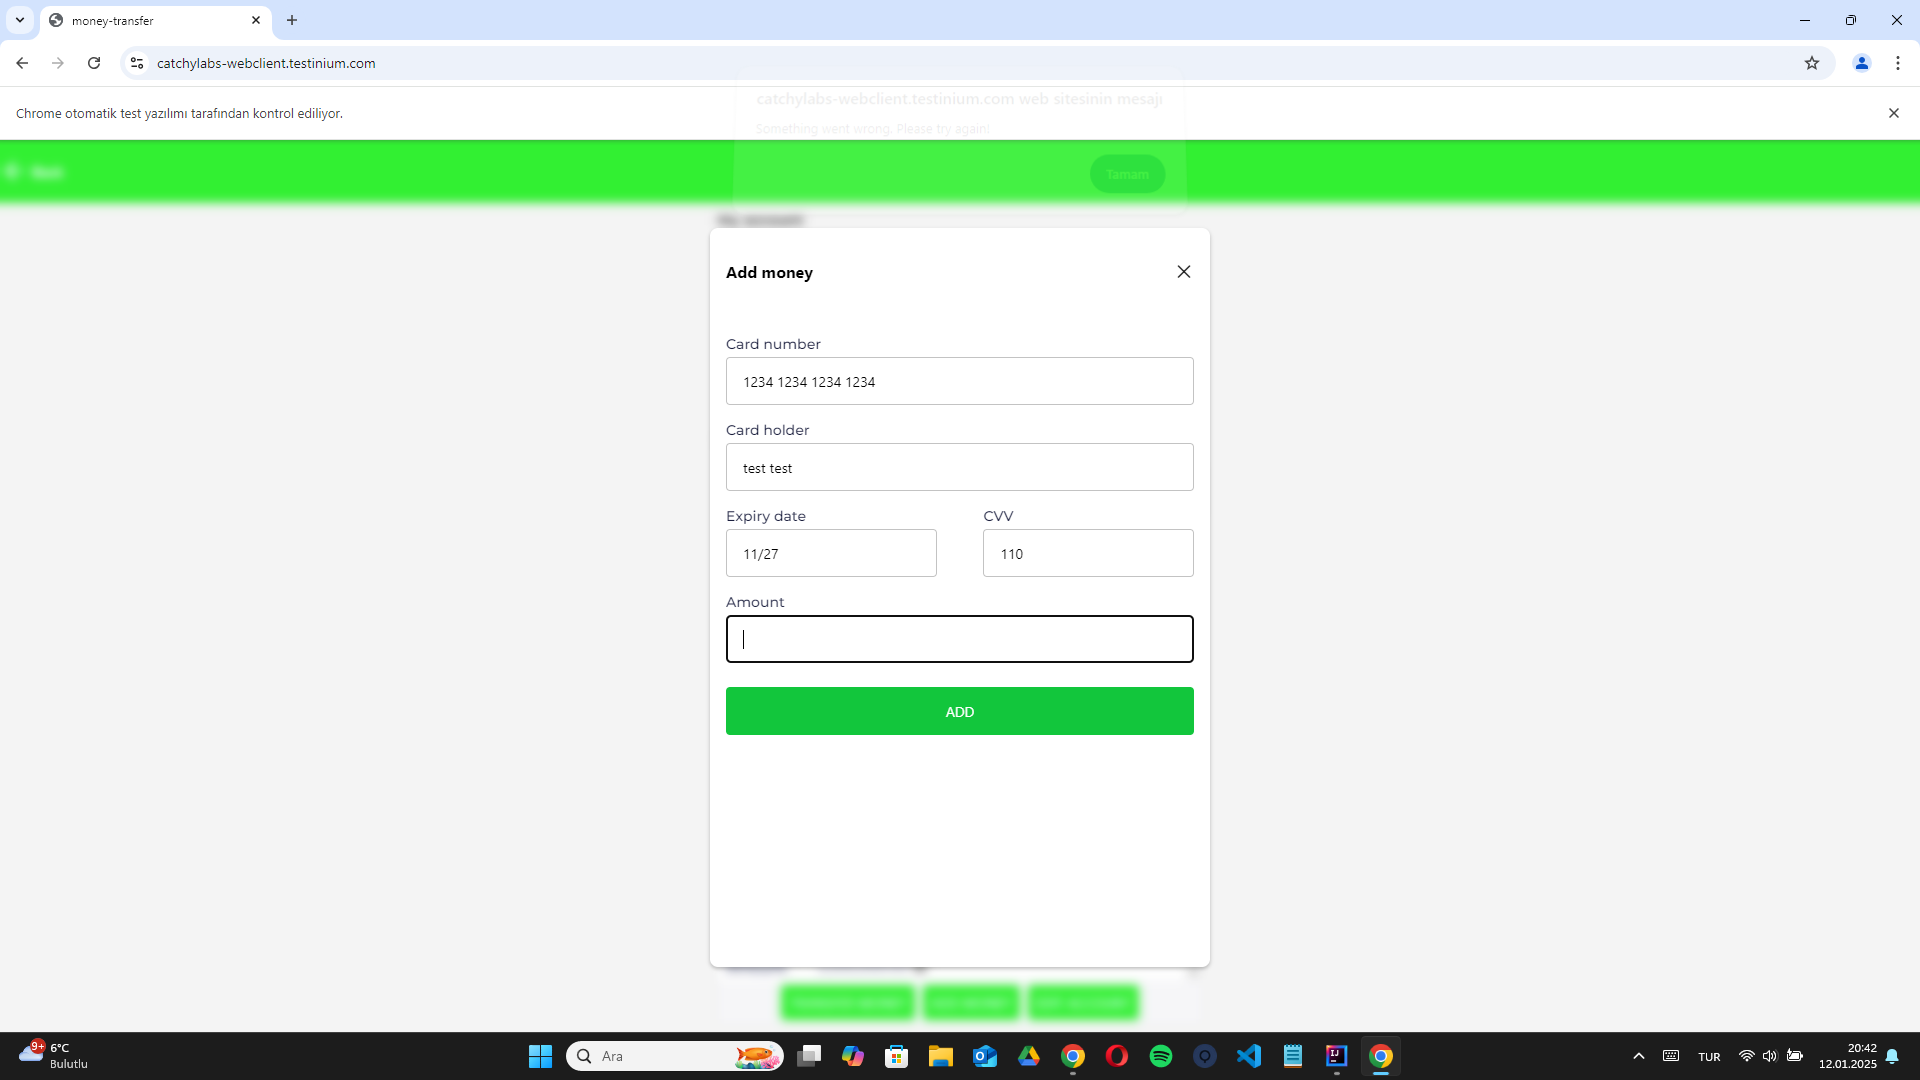 money-transfer
catchylabs-webclient.testinium.com
Chrome otomatik test yazılımı tarafından kontrol ediliyor.
catchylabs-webclient.testinium.com web sitesinin mesajı
Something went wrong. Please try again!
Tamam
My account
Add money
Card number
1234 1234 1234 1234
Card holder
test test
Expiry date
CVV
11/27
110
Amount
ADD
9+
6°C
Bulutlu
Ara
TUR
20:42
12.01.2025